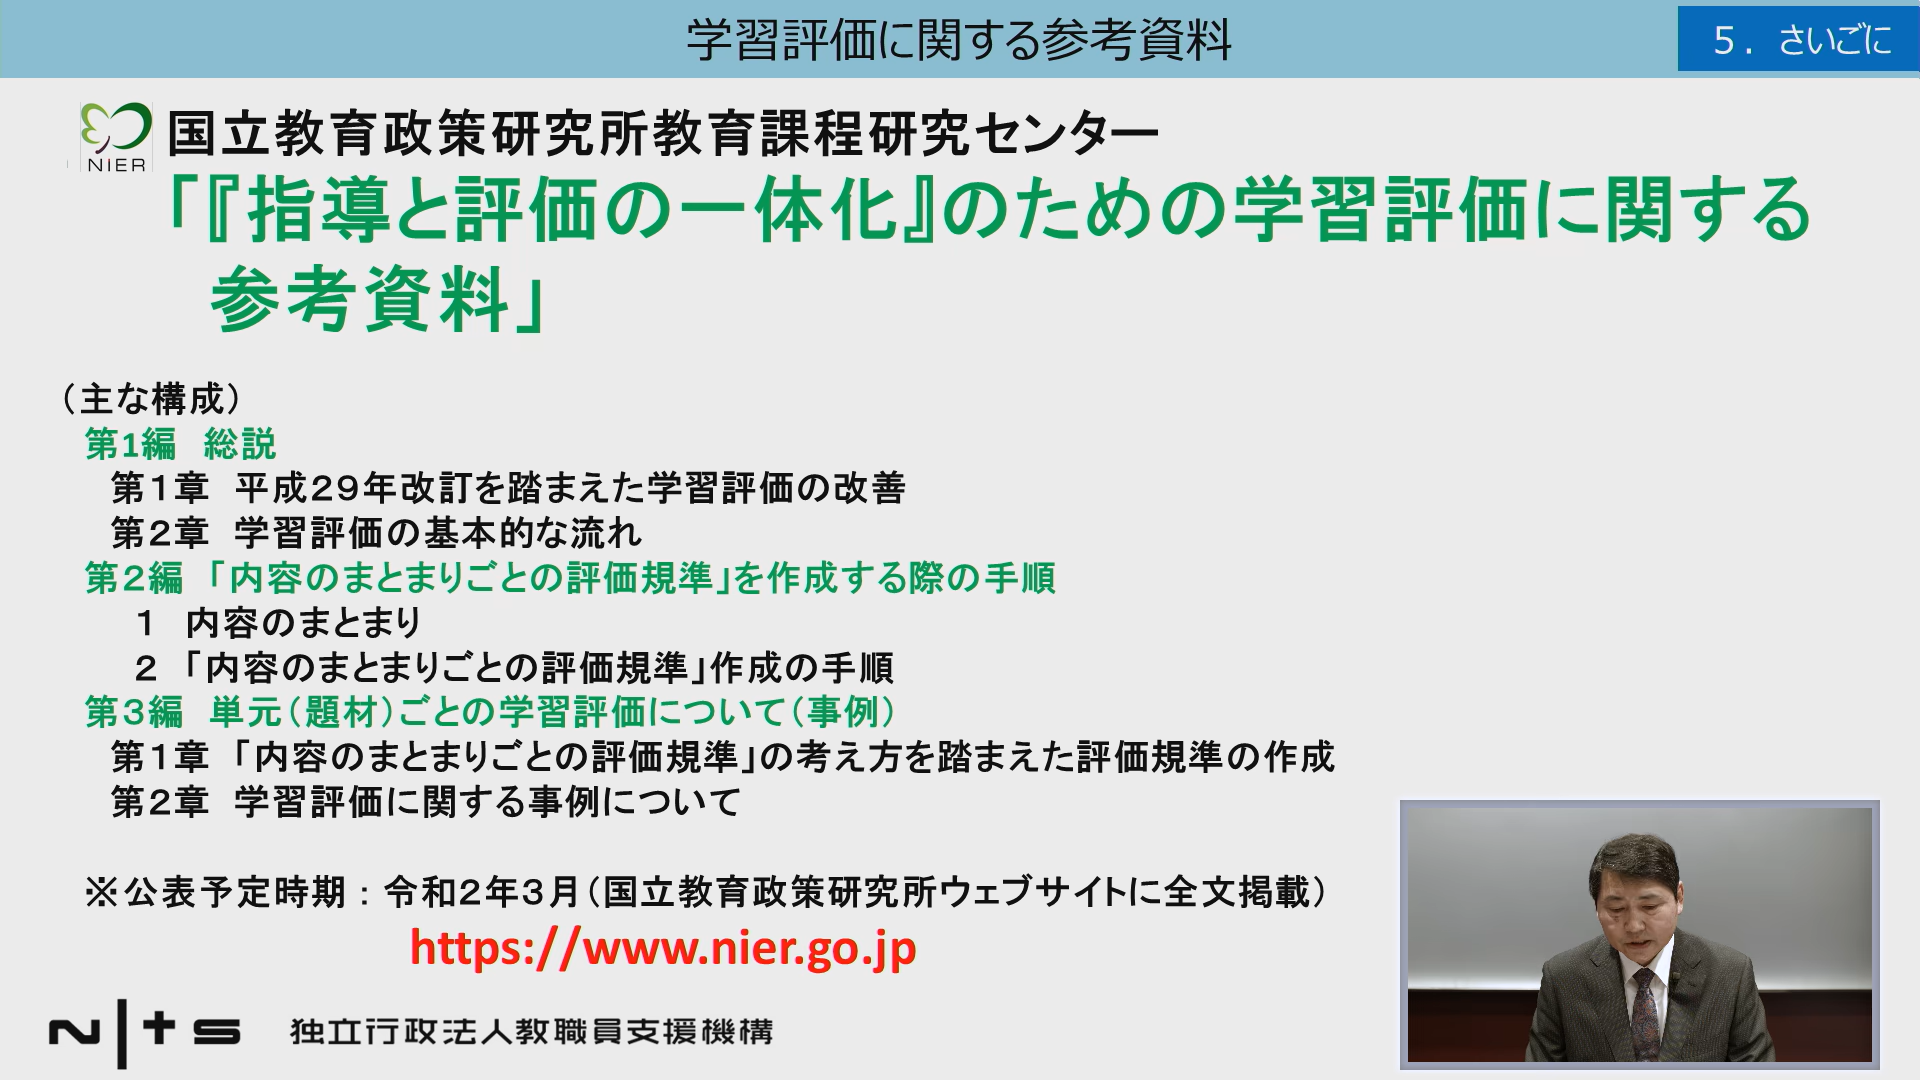 学習評価に関する参考資料
5．さいごに
NIER
国立教育政策研究所教育課程研究センター
「『指導と評価の一体化』のための学習評価に関する
参考資料」
（主な構成）
第1編　総説
第１章　平成２９年改訂を踏まえた学習評価の改善
第２章　学習評価の基本的な流れ
第２編　「内容のまとまりごとの評価規準」を作成する際の手順
１　内容のまとまり
２　「内容のまとまりごとの評価規準」作成の手順
第３編　単元（題材）ごとの学習評価について（事例）
第１章　「内容のまとまりごとの評価規準」の考え方を踏まえた評価規準の作成
第２章　学習評価に関する事例について
※公表予定時期：令和２年３月（国立教育政策研究所ウェブサイトに全文掲載）
https://www.nier.go.jp
N|ts 独立行政法人教職員支援機構